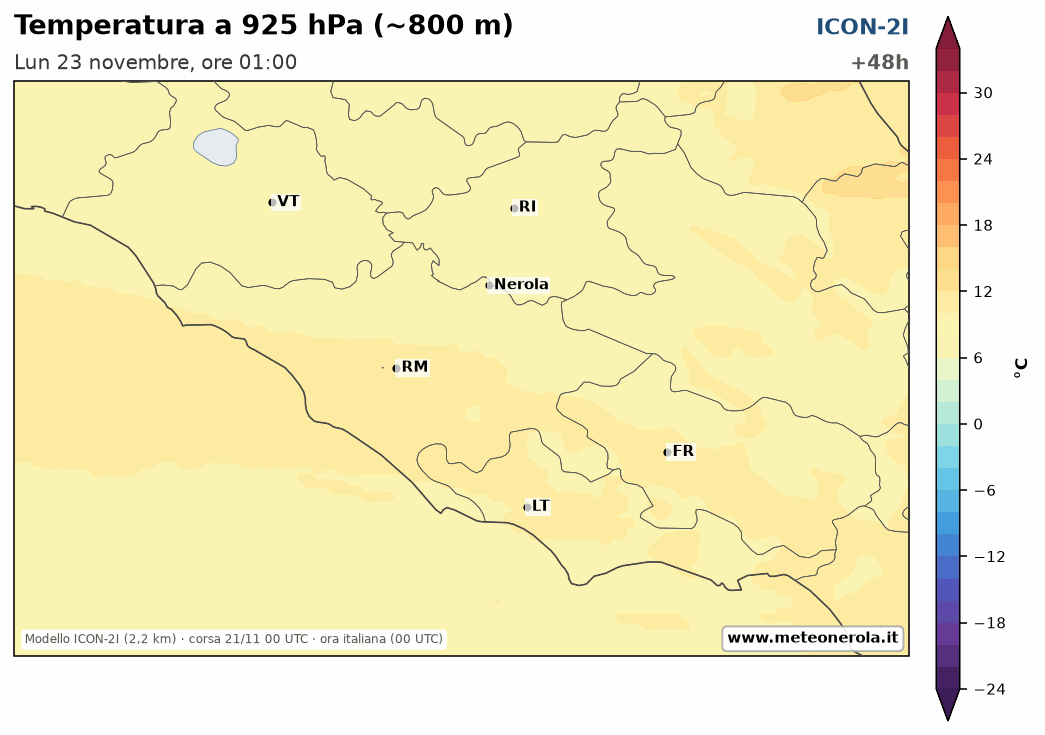 Temperatura a 925 hPa (~800 m)
ICON-2I
Lun 23 novembre, ore 01:00
+48h
VT
RI
Nerola
RM
FR
LT
Modello ICON-2I (2,2 km) · corsa 21/11 00 UTC · ora italiana (00 UTC)
www.meteonerola.it
30
24
18
12
6
0
−6
−12
−18
−24
°C